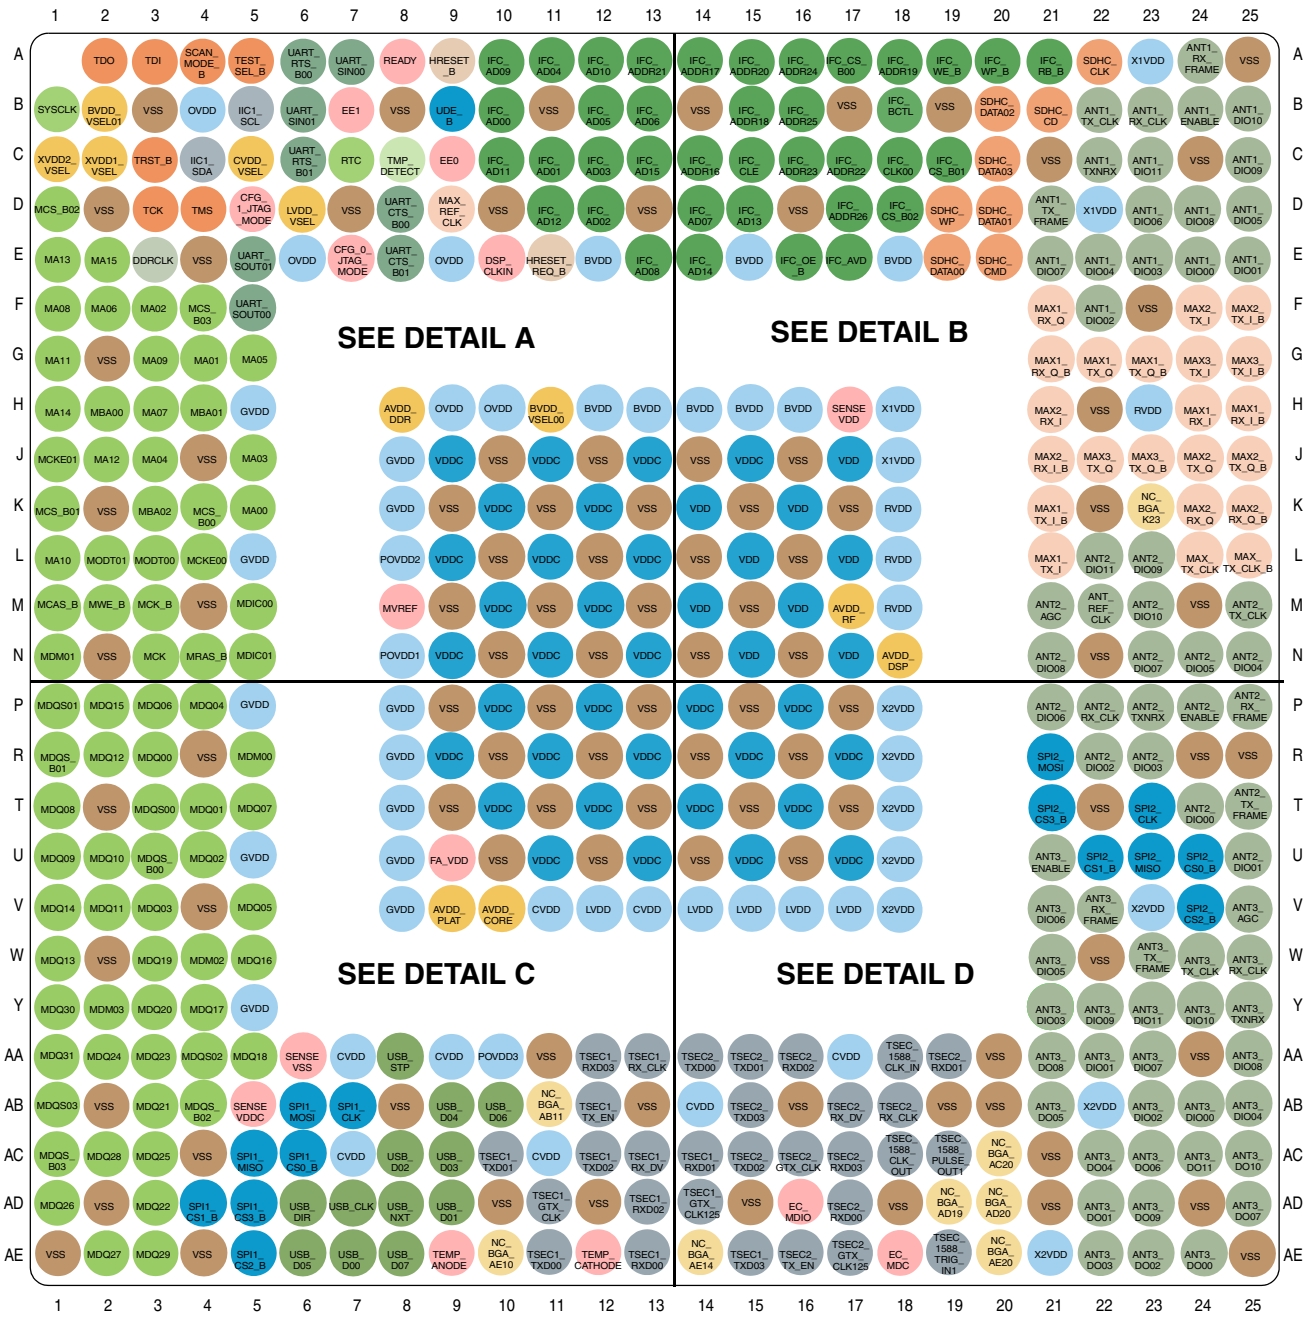 1 2 3 4 5 6 7 8 9 10 11 12 13 14 15 16 17 18 19 20 21 22 23 24 25
A TDO TDI SCAN_MODE_B TEST_SEL_B UART_RTS_B00 UART_SIN00 READY HRESET_B IFC_AD09 IFC_AD04 IFC_AD10 IFC_ADDR21 IFC_ADDR17 IFC_ADDR20 IFC_ADDR24 IFC_CS_B00 IFC_ADDR19 IFC_WE_B IFC_WP_B IFC_RB_B SDHC_CLK X1VDD ANT1_RX_FRAME VSS A
B SYSCLK BVDD_VSEL01 VSS OVDD IIC1_SCL UART_SIN01 EE1 VSS UDE_B IFC_AD00 VSS IFC_AD05 IFC_AD06 VSS IFC_ADDR18 IFC_ADDR25 VSS IFC_BCTL VSS SDHC_DATA02 SDHC_CD ANT1_TX_CLK ANT1_RX_CLK ANT1_ENABLE ANT1_DIO10 B
C XVDD2_VSEL XVDD1_VSEL TRST_B IIC1_SDA CVDD_VSEL UART_RTS_B01 RTC TMP_DETECT EE0 IFC_AD11 IFC_AD01 IFC_AD03 IFC_AD15 IFC_ADDR16 IFC_CLE IFC_ADDR23 IFC_ADDR22 IFC_CLK00 IFC_CS_B01 SDHC_DATA03 VSS ANT1_TXNRX ANT1_DIO11 VSS ANT1_DIO09 C
D MCS_B02 VSS TCK TMS CFG_1_JTAG_MODE LVDD_VSEL VSS UART_CTS_B00 MAX_REF_CLK VSS IFC_AD12 IFC_AD02 VSS IFC_AD07 IFC_AD13 VSS IFC_ADDR26 IFC_CS_B02 SDHC_WP SDHC_DATA01 ANT1_TX_FRAME X1VDD ANT1_DIO06 ANT1_DIO08 ANT1_DIO05 D
E MA13 MA15 DDRCLK VSS UART_SOUT01 OVDD CFG_0_JTAG_MODE UART_CTS_B01 OVDD DSP_CLKIN HRESET_REQ_B BVDD IFC_AD08 IFC_AD14 BVDD IFC_OE_B IFC_AVD BVDD SDHC_DATA00 SDHC_CMD ANT1_DIO07 ANT1_DIO04 ANT1_DIO03 ANT1_DIO00 ANT1_DIO01 E
F MA08 MA06 MA02 MCS_B03 UART_SOUT00 MAX1_RX_Q ANT1_DIO02 VSS MAX2_TX_I MAX2_TX_I_B F
SEE DETAIL A SEE DETAIL B
G MA11 VSS MA09 MA01 MA05 MAX1_RX_Q_B MAX1_TX_Q MAX1_TX_Q_B MAX3_TX_I MAX3_TX_I_B G
H MA14 MBA00 MA07 MBA01 GVDD AVDD_DDR OVDD OVDD BVDD_VSEL00 BVDD BVDD BVDD BVDD BVDD SENSEVDD X1VDD MAX2_RX_I VSS RVDD MAX1_RX_I MAX1_RX_I_B H
J MCKE01 MA12 MA04 VSS MA03 GVDD VDDC VSS VDDC VSS VDDC VSS VDDC VSS VDD X1VDD MAX2_RX_I_B MAX3_TX_Q MAX3_TX_Q_B MAX2_TX_Q MAX2_TX_Q_B J
K MCS_B01 VSS MBA02 MCS_B00 MA00 GVDD VSS VDDC VSS VDDC VSS VDD VSS VDD VSS RVDD MAX1_TX_I_B VSS NC_BGA_K23 MAX2_RX_Q MAX2_RX_Q_B K
L MA10 MODT01 MODT00 MCKE00 GVDD POVDD2 VDDC VSS VDDC VSS VDDC VSS VDD VSS VDD RVDD MAX1_TX_I ANT2_DIO11 ANT2_DIO09 MAX_TX_CLK MAX_TX_CLK_B L
M MCAS_B MWE_B MCK_B VSS MDIC00 MVREF VSS VDDC VSS VDDC VSS VDD VSS VDD AVDD_RF RVDD ANT2_AGC ANT_REF_CLK ANT2_DIO10 VSS ANT2_TX_CLK M
N MDM01 VSS MCK MRAS_B MDIC01 POVDD1 VDDC VSS VDDC VSS VDDC VSS VDD VSS VDD AVDD_DSP ANT2_DIO08 VSS ANT2_DIO07 ANT2_DIO05 ANT2_DIO04 N
P MDQS01 MDQ15 MDQ06 MDQ04 GVDD GVDD VSS VDDC VSS VDDC VSS VDDC VSS VDDC VSS X2VDD ANT2_DIO06 ANT2_RX_CLK ANT2_TXNRX ANT2_ENABLE ANT2_RX_FRAME P
R MDQS_B01 MDQ12 MDQ00 VSS MDM00 GVDD VDDC VSS VDDC VSS VDDC VSS VDDC VSS VDDC X2VDD SPI2_MOSI ANT2_DIO02 ANT2_DIO03 VSS VSS R
T MDQ08 VSS MDQS00 MDQ01 MDQ07 GVDD VSS VDDC VSS VDDC VSS VDDC VSS VDDC VSS X2VDD SPI2_CS3_B VSS SPI2_CLK ANT2_DIO00 ANT2_TX_FRAME T
U MDQ09 MDQ10 MDQS_B00 MDQ02 GVDD GVDD FA_VDD VSS VDDC VSS VDDC VSS VDDC VSS VDDC X2VDD ANT3_ENABLE SPI2_CS1_B SPI2_MISO SPI2_CS0_B ANT2_DIO01 U
V MDQ14 MDQ11 MDQ03 VSS MDQ05 GVDD AVDD_PLAT AVDD_CORE CVDD LVDD CVDD LVDD LVDD LVDD LVDD X2VDD ANT3_DIO06 ANT3_RX_FRAME X2VDD SPI2_CS2_B ANT3_AGC V
W MDQ13 VSS MDQ19 MDM02 MDQ16 ANT3_DIO05 VSS ANT3_TX_FRAME ANT3_TX_CLK ANT3_RX_CLK W
SEE DETAIL C SEE DETAIL D
Y MDQ30 MDM03 MDQ20 MDQ17 GVDD ANT3_DIO03 ANT3_DIO09 ANT3_DIO11 ANT3_DIO10 ANT3_TXNRX Y
AA MDQ31 MDQ24 MDQ23 MDQS02 MDQ18 SENSEVSS CVDD USB_STP CVDD POVDD3 VSS TSEC1_RXD03 TSEC1_RX_CLK TSEC2_TXD00 TSEC2_TXD01 TSEC2_RXD02 CVDD TSEC_1588_CLK_IN TSEC2_RXD01 VSS ANT3_DO08 ANT3_DIO01 ANT3_DIO07 VSS ANT3_DIO08 AA
AB MDQS03 VSS MDQ21 MDQS_B02 SENSEVDDC SPI1_MOSI SPI1_CLK VSS USB_D04 USB_D06 NC_BGA_AB11 TSEC1_TX_EN VSS CVDD TSEC2_TXD03 VSS TSEC2_RX_DV TSEC2_RX_CLK VSS VSS ANT3_DO05 X2VDD ANT3_DIO02 ANT3_DIO00 ANT3_DIO04 AB
AC MDQS_B03 MDQ28 MDQ25 VSS SPI1_MISO SPI1_CS0_B CVDD USB_D02 USB_D03 TSEC1_TXD01 CVDD TSEC1_TXD02 TSEC1_RX_DV TSEC1_RXD01 TSEC2_TXD02 TSEC2_GTX_CLK TSEC2_RXD03 TSEC_1588_CLK_OUT TSEC_1588_PULSE_OUT1 NC_BGA_AC20 VSS ANT3_DO04 ANT3_DO06 ANT3_DO11 ANT3_DO10 AC
AD MDQ26 VSS MDQ22 SPI1_CS1_B SPI1_CS3_B USB_DIR USB_CLK USB_NXT USB_D01 VSS TSEC1_GTX_CLK VSS TSEC1_RXD02 TSEC1_GTX_CLK125 VSS EC_MDIO TSEC2_RXD00 VSS NC_BGA_AD19 NC_BGA_AD20 VSS ANT3_DO01 ANT3_DO09 VSS ANT3_DO07 AD
AE VSS MDQ27 MDQ29 VSS SPI1_CS2_B USB_D05 USB_D00 USB_D07 TEMP_ANODE NC_BGA_AE10 TSEC1_TXD00 TEMP_CATHODE TSEC1_RXD00 NC_BGA_AE14 TSEC1_TXD03 TSEC1_TX_EN TSEC2_GTX_CLK125 EC_MDC TSEC_1588_TRIG_IN1 NC_BGA_AE20 X2VDD ANT3_DO03 ANT3_DO02 ANT3_DO00 VSS AE
1 2 3 4 5 6 7 8 9 10 11 12 13 14 15 16 17 18 19 20 21 22 23 24 25